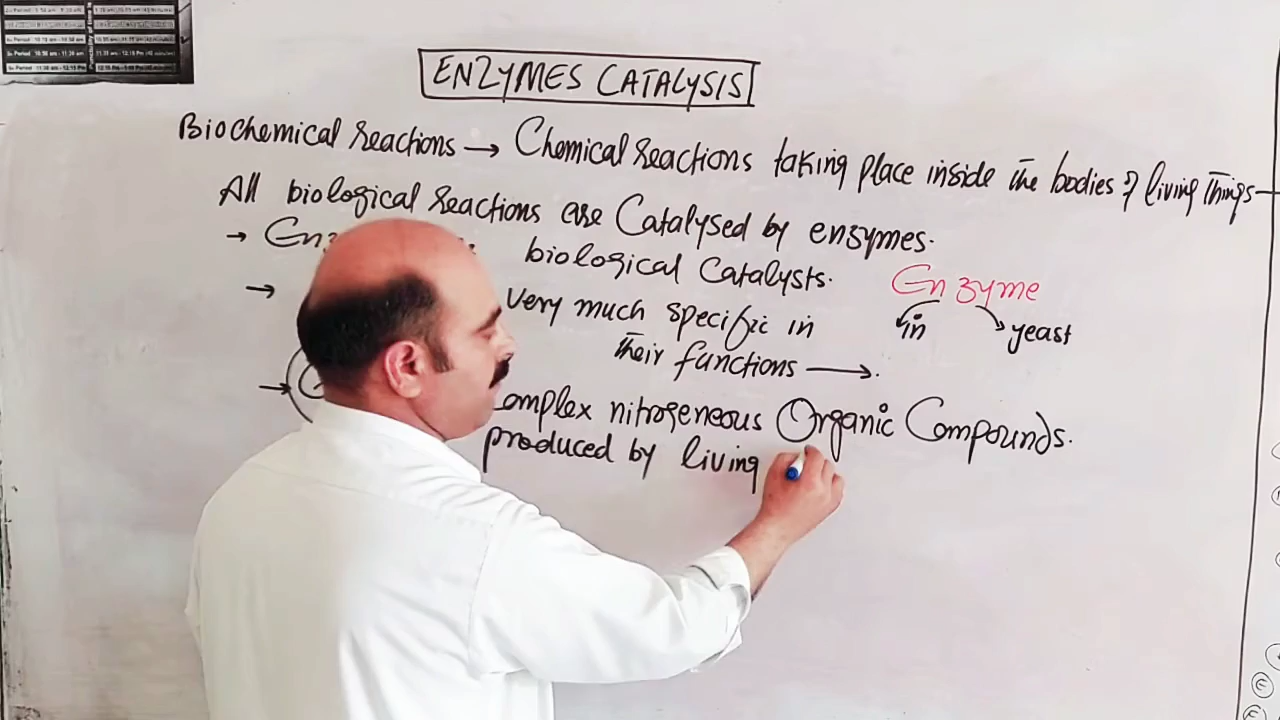 ENZYMES CATALYSIS
Biochemical reactions → Chemical reactions taking place inside the bodies of living things —
All biological reactions are Catalysed by enzymes.
→ Enz
biological Catalysts.
Enzyme
in yeast
→ very much specific in
their functions →.
→ omplex nitrogeneous Organic Compounds.
produced by living